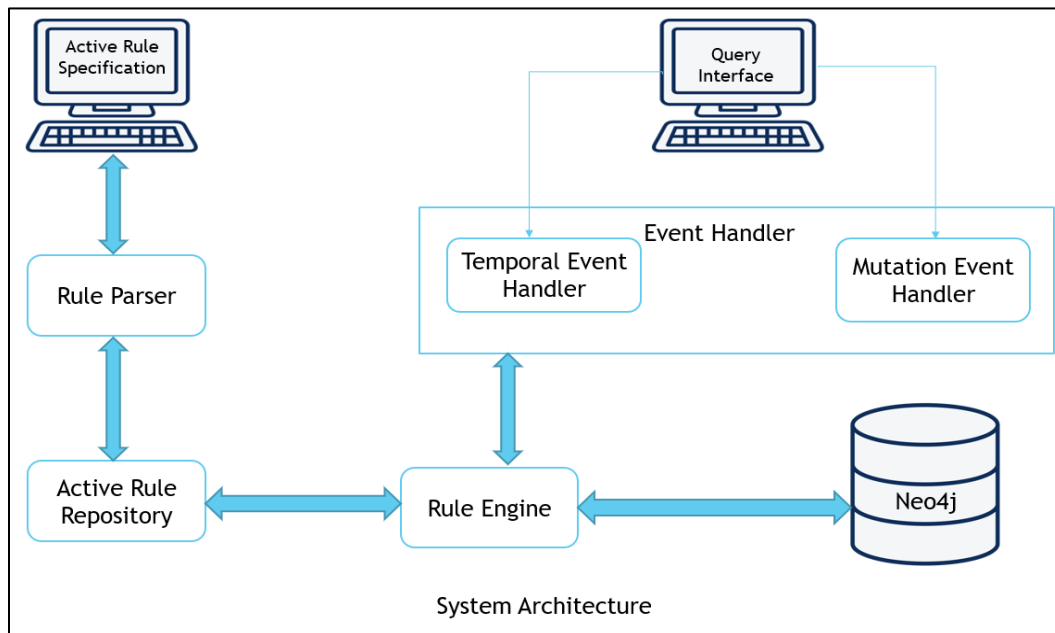 Active Rule
Specification
Query
Interface
Event Handler
Temporal Event
Handler
Mutation Event
Handler
Rule Parser
Active Rule
Repository
Rule Engine
Neo4j
System Architecture